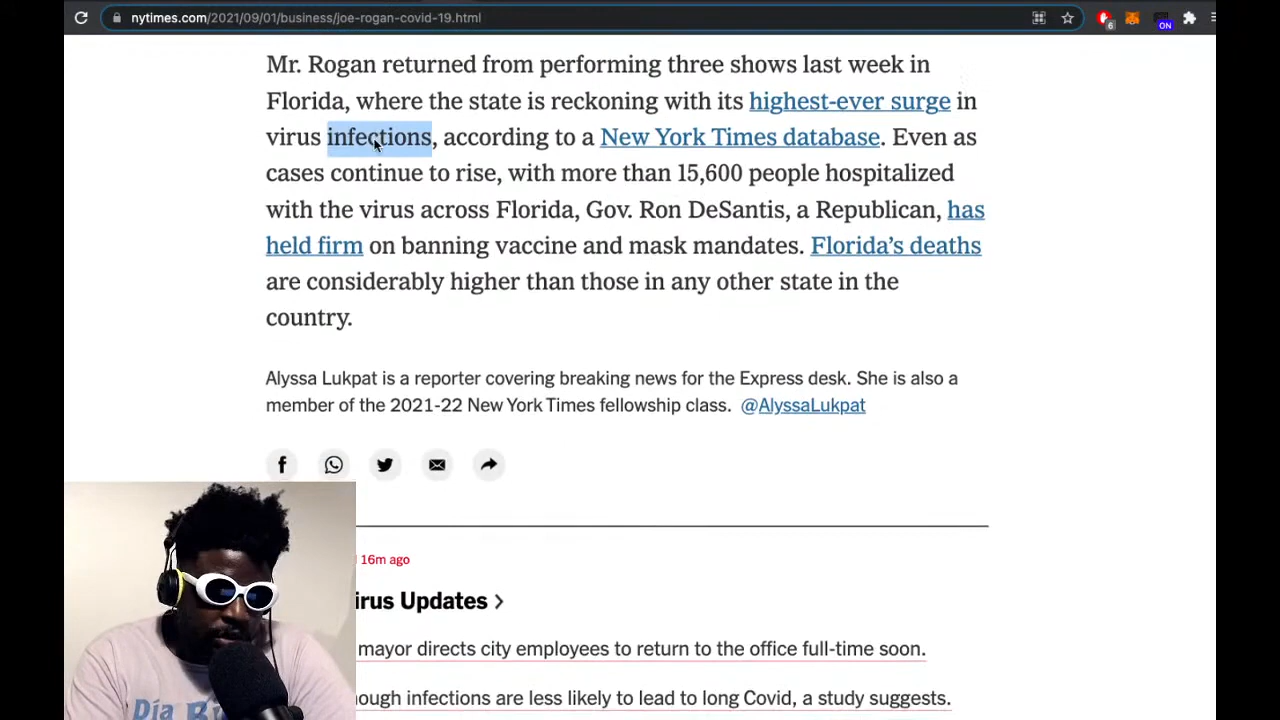 nytimes.com/2021/09/01/business/joe-rogan-covid-19.html
6
ON
Mr. Rogan returned from performing three shows last week in
Florida, where the state is reckoning with its highest-ever surge in
virus infections, according to a New York Times database. Even as
cases continue to rise, with more than 15,600 people hospitalized
with the virus across Florida, Gov. Ron DeSantis, a Republican, has
held firm on banning vaccine and mask mandates. Florida’s deaths
are considerably higher than those in any other state in the
country.
Alyssa Lukpat is a reporter covering breaking news for the Express desk. She is also a
member of the 2021-22 New York Times fellowship class. @AlyssaLukpat
16m ago
Updates
mayor directs city employees to return to the office full-time soon.
infections are less likely to lead to long Covid, a study suggests.
Día